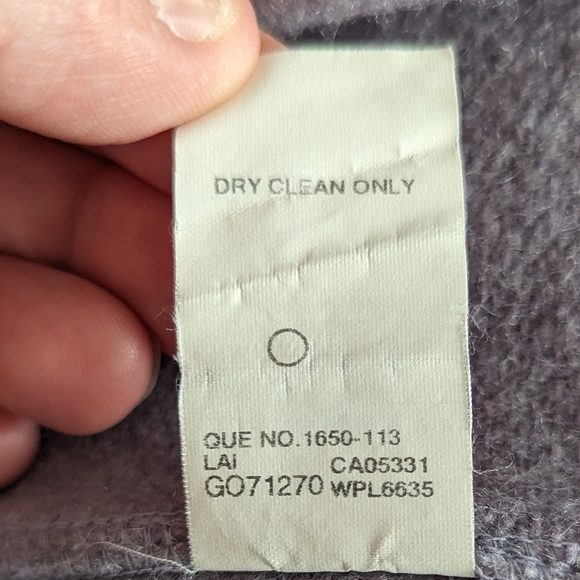 DRY CLEAN ONLY
QUE NO.1650-113
LAI CA05331
GO71270 WPL6635